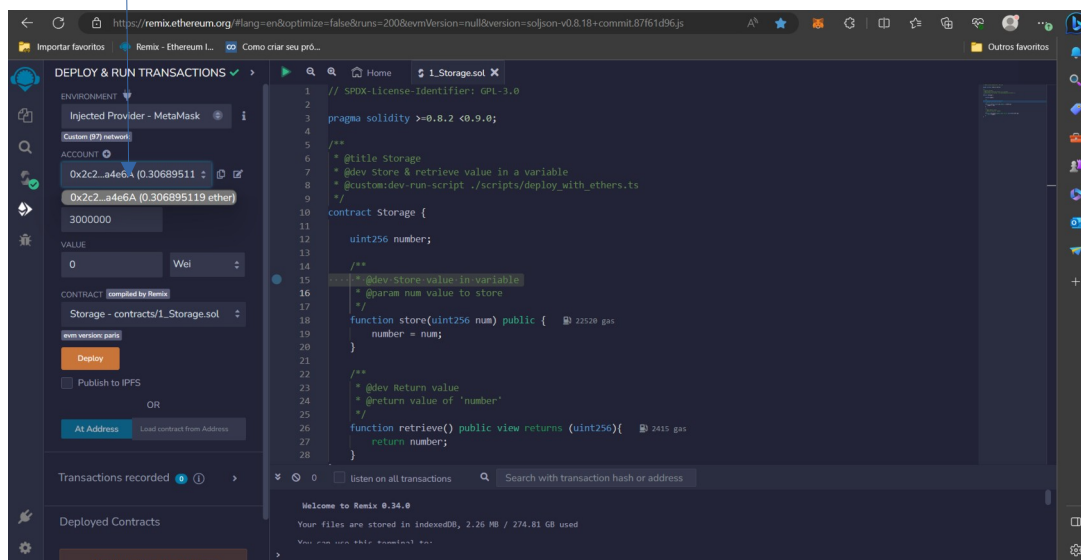 https://remix.ethereum.org/#lang=en&optimize=false&runs=200&evmVersion=null&version=soljson-v0.8.18+commit.87f61d96.js
Importar favoritos
Remix - Ethereum I...
Como criar seu pró...
Outros favoritos
DEPLOY & RUN TRANSACTIONS
ENVIRONMENT
Injected Provider - MetaMask
Custom (97) network
ACCOUNT
0x2c2...a4e6A (0.30689511
0x2c2...a4e6A (0.306895119 ether)
3000000
VALUE
0
Wei
CONTRACT compiled by Remix
Storage - contracts/1_Storage.sol
evm version: paris
Deploy
Publish to IPFS
OR
At Address
Load contract from Address
Transactions recorded 0
Deployed Contracts
Home
1_Storage.sol
1 // SPDX-License-Identifier: GPL-3.0
2
3 pragma solidity >=0.8.2 <0.9.0;
4
5 /**
6 * @title Storage
7 * @dev Store & retrieve value in a variable
8 * @custom:dev-run-script ./scripts/deploy_with_ethers.ts
9 */
10 contract Storage {
11
12 uint256 number;
13
14 /**
15 * @dev Store value in variable
16 * @param num value to store
17 */
18 function store(uint256 num) public { 22520 gas
19 number = num;
20 }
21
22 /**
23 * @dev Return value
24 * @return value of 'number'
25 */
26 function retrieve() public view returns (uint256){ 2415 gas
27 return number;
28 }
0
listen on all transactions
Search with transaction hash or address
Welcome to Remix 0.34.0
Your files are stored in indexedDB, 2.26 MB / 274.81 GB used
You can use this terminal to:
>